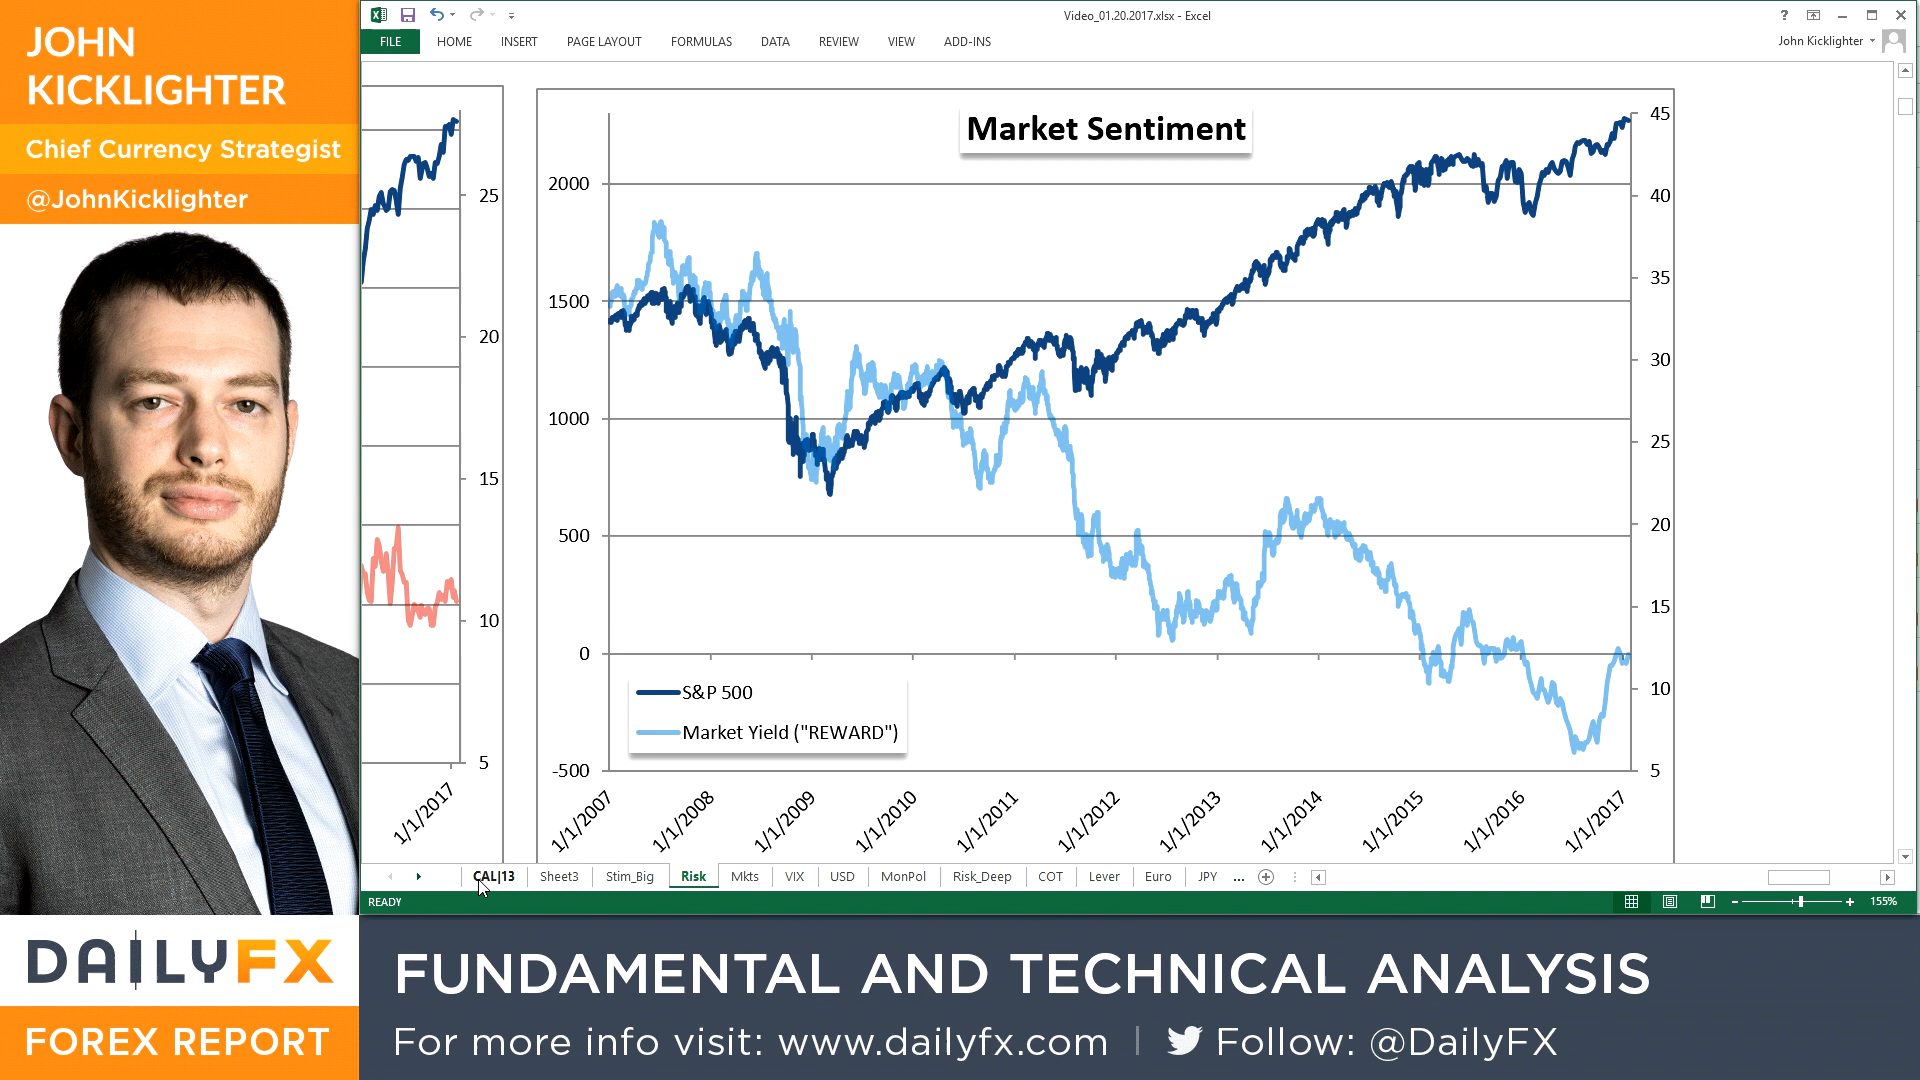 JOHN
KICKLIGHTER
Chief Currency Strategist
@JohnKicklighter
Video_01.20.2017.xlsx - Excel
?
FILE HOME INSERT PAGE LAYOUT FORMULAS DATA REVIEW VIEW ADD-INS
John Kicklighter
25
20
15
10
5
1/1/2017
Market Sentiment
2000
1500
1000
500
0
-500
45
40
35
30
25
20
15
10
5
S&P 500
Market Yield ("REWARD")
1/1/2007 1/1/2008 1/1/2009 1/1/2010 1/1/2011 1/1/2012 1/1/2013 1/1/2014 1/1/2015 1/1/2016 1/1/2017
CAL|13 Sheet3 Stim_Big Risk Mkts VIX USD MonPol Risk_Deep COT Lever Euro JPY ...
READY
155%
DAILYFX
FOREX REPORT
FUNDAMENTAL AND TECHNICAL ANALYSIS
For more info visit: www.dailyfx.com | Follow: @DailyFX